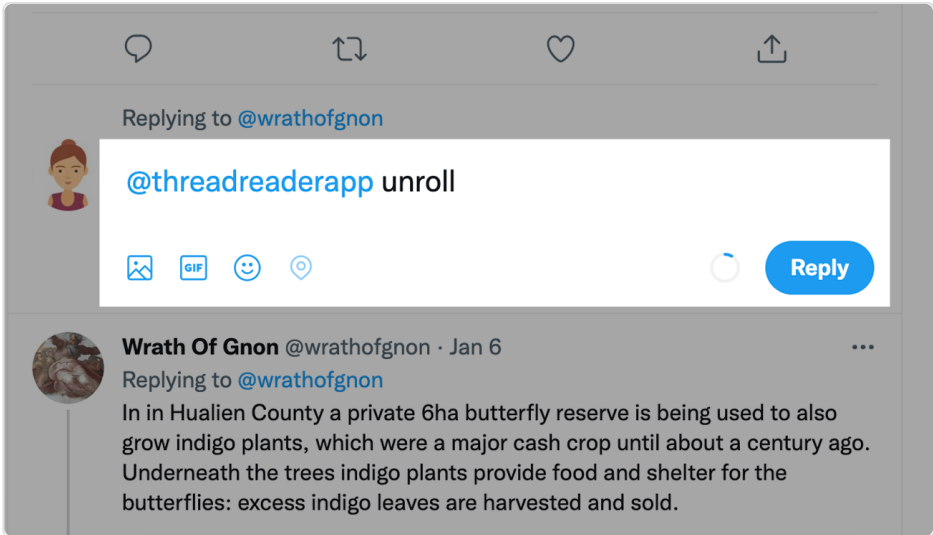 Replying to @wrathofgnon
@threadreaderapp unroll
GIF
Reply
Wrath Of Gnon @wrathofgnon · Jan 6
Replying to @wrathofgnon
In in Hualien County a private 6ha butterfly reserve is being used to also
grow indigo plants, which were a major cash crop until about a century ago.
Underneath the trees indigo plants provide food and shelter for the
butterflies: excess indigo leaves are harvested and sold.